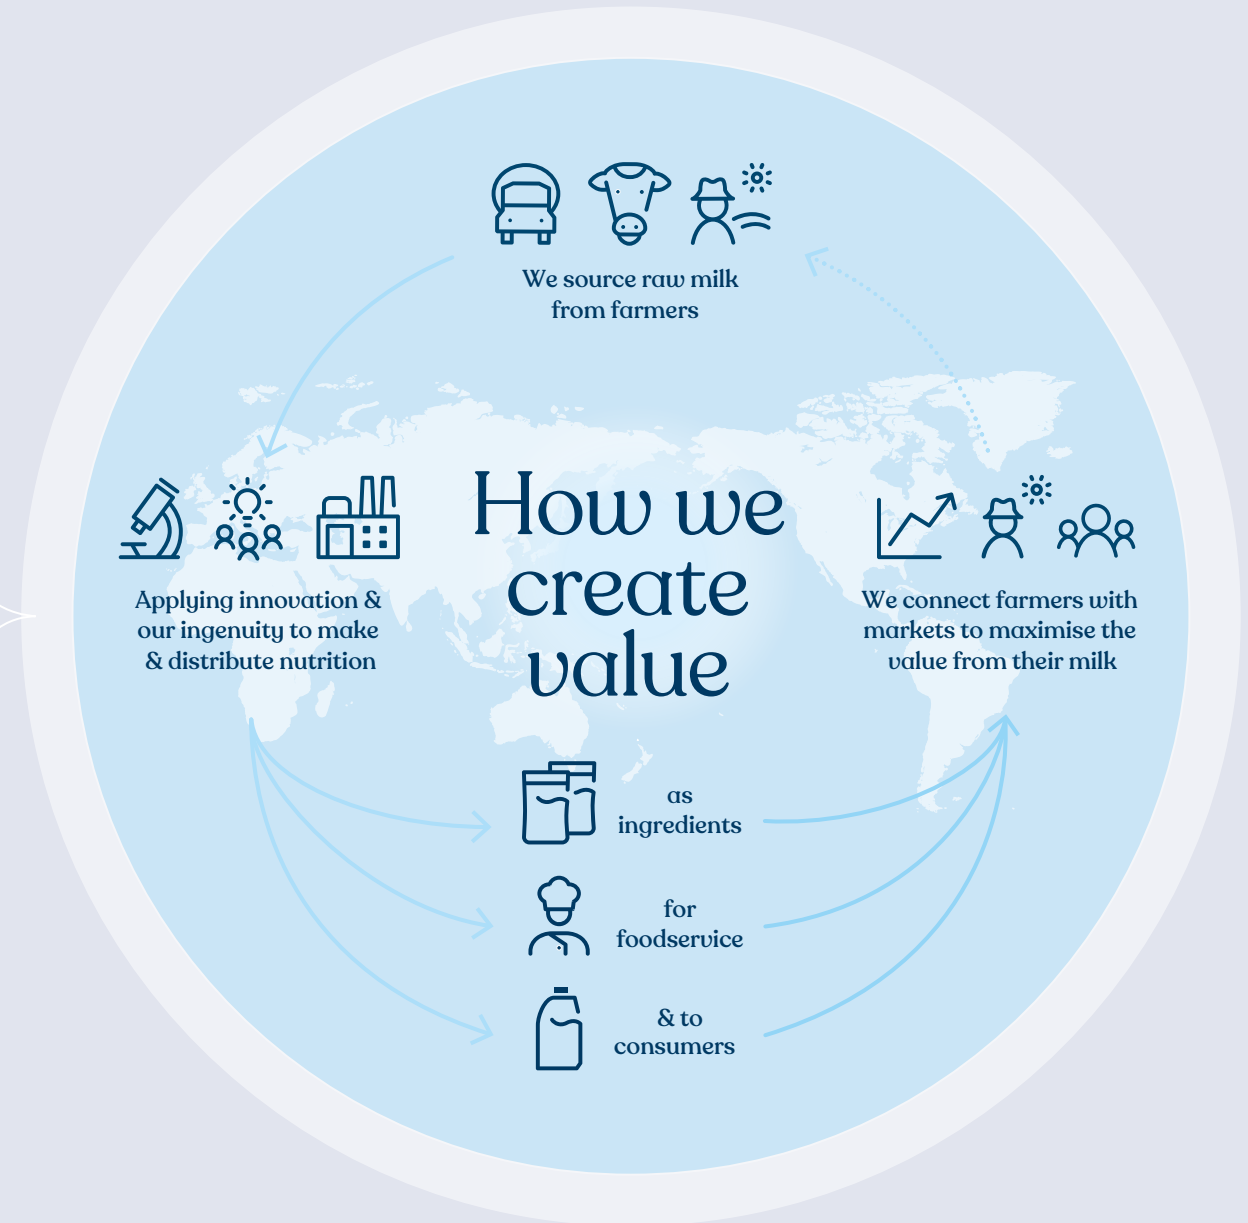 We source raw milk
from farmers
How we
create
value
Applying innovation &
our ingenuity to make
& distribute nutrition
We connect farmers with
markets to maximise the
value from their milk
as
ingredients
for
foodservice
& to
consumers